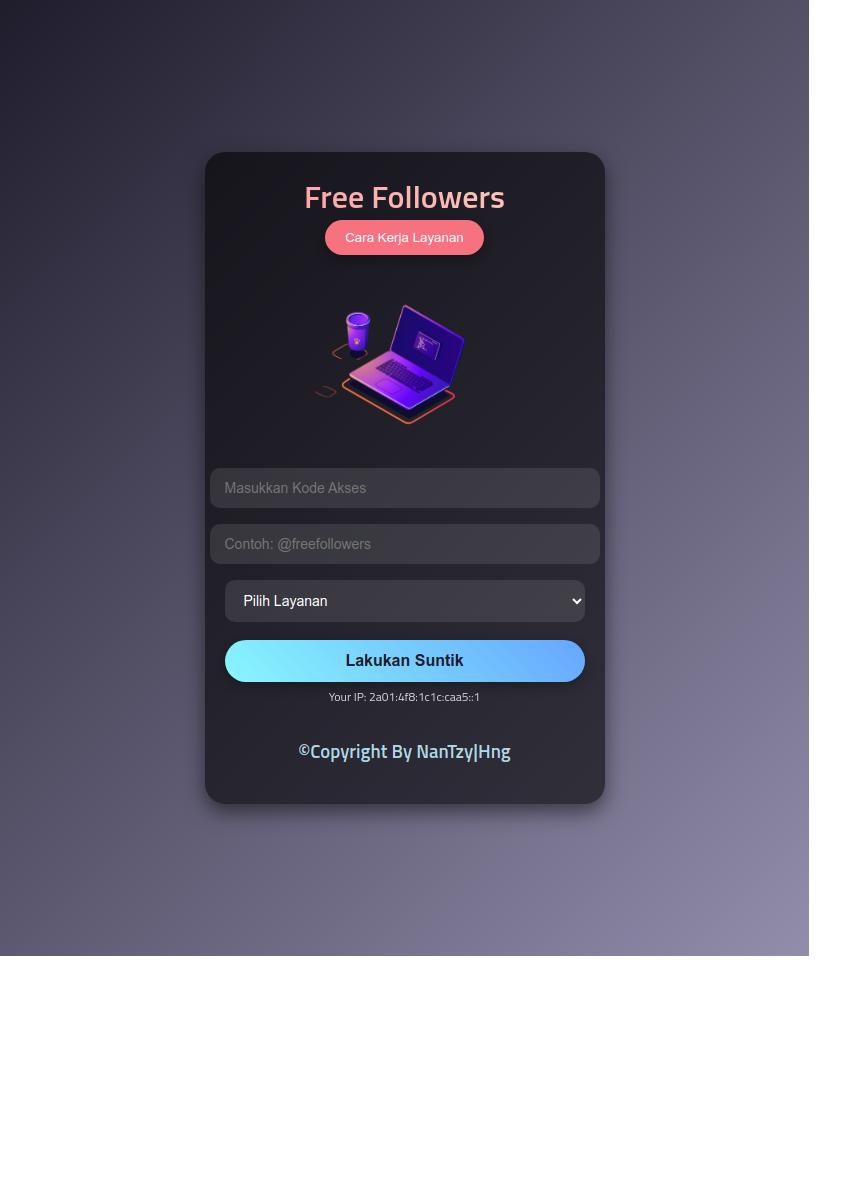 Free Followers
Cara Kerja Layanan
Masukkan Kode Akses
Contoh: @freefollowers
Pilih Layanan
Lakukan Suntik
Your IP: 2a01:4f8:1c1c:caa5::1
©Copyright By NanTzy|Hng